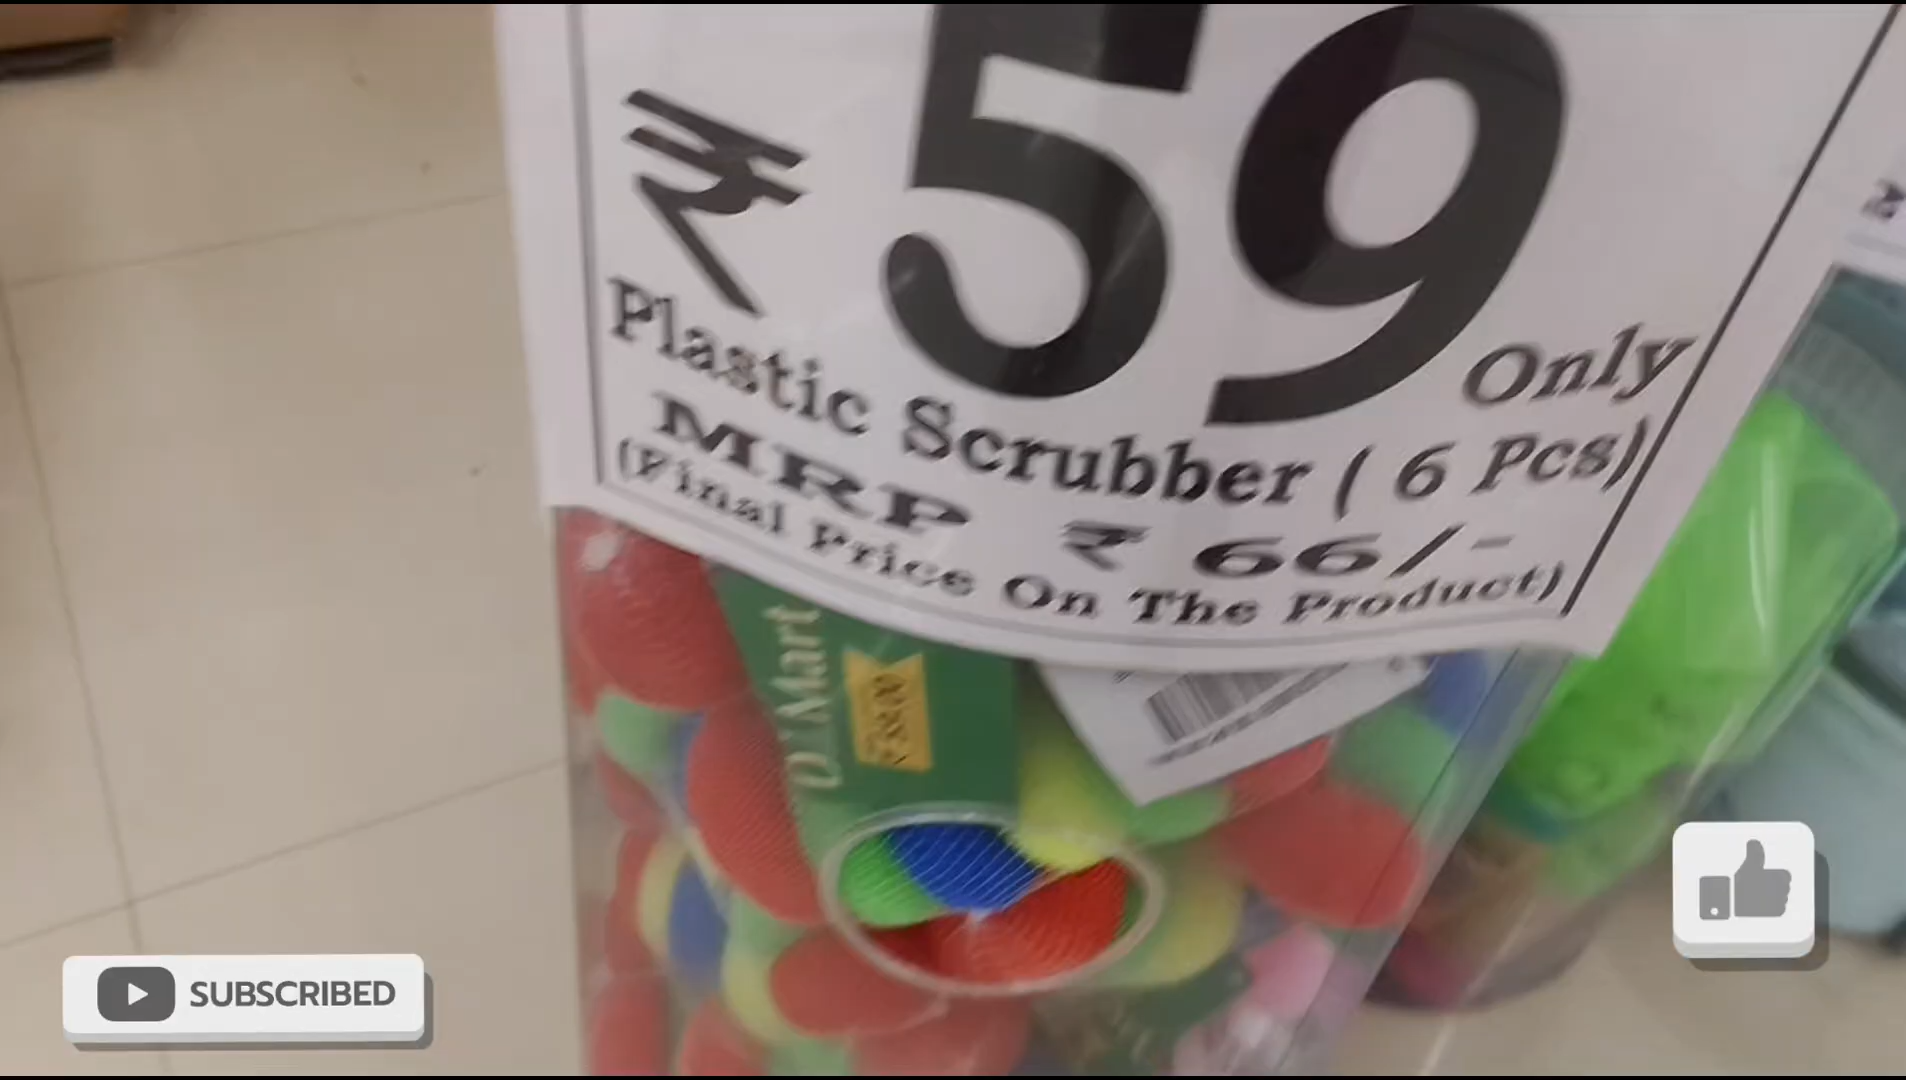 ₹ 59 Only
Plastic Scrubber ( 6 Pcs)
MRP ₹ 66/-
(Final Price On The Product)
D'Mart
SUBSCRIBED